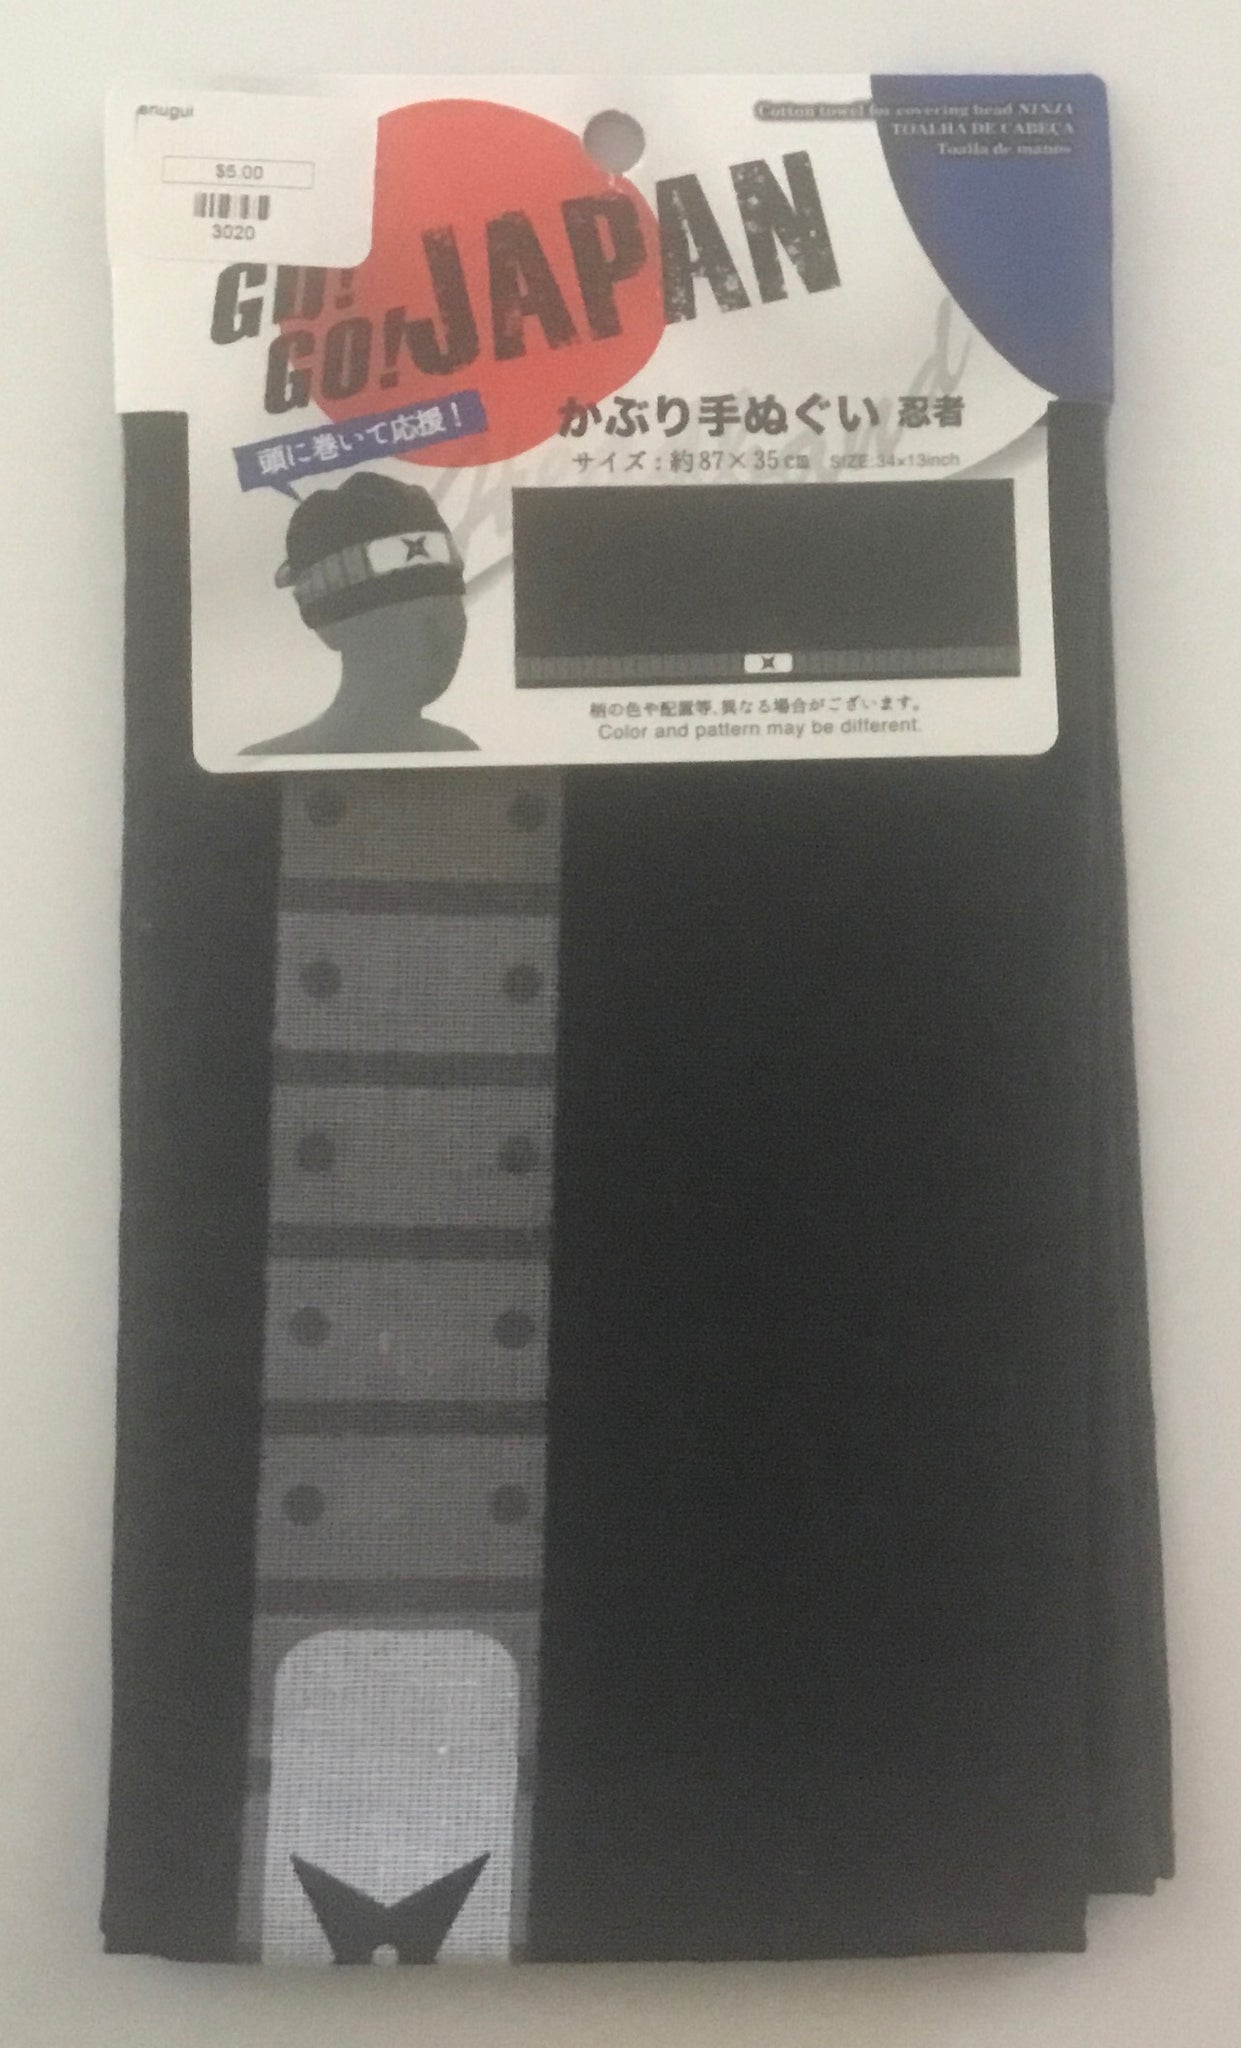 enugui
$5.00
3020
Cotton towel for covering head NINJA
TOALHA DE CABEÇA
Toalla de manos
GO!
GO! JAPAN
頭に巻いて応援！
かぶり手ぬぐい 忍者
サイズ：約87×35cm SIZE:34x13inch
柄の色や配置等、異なる場合がございます。
Color and pattern may be different.